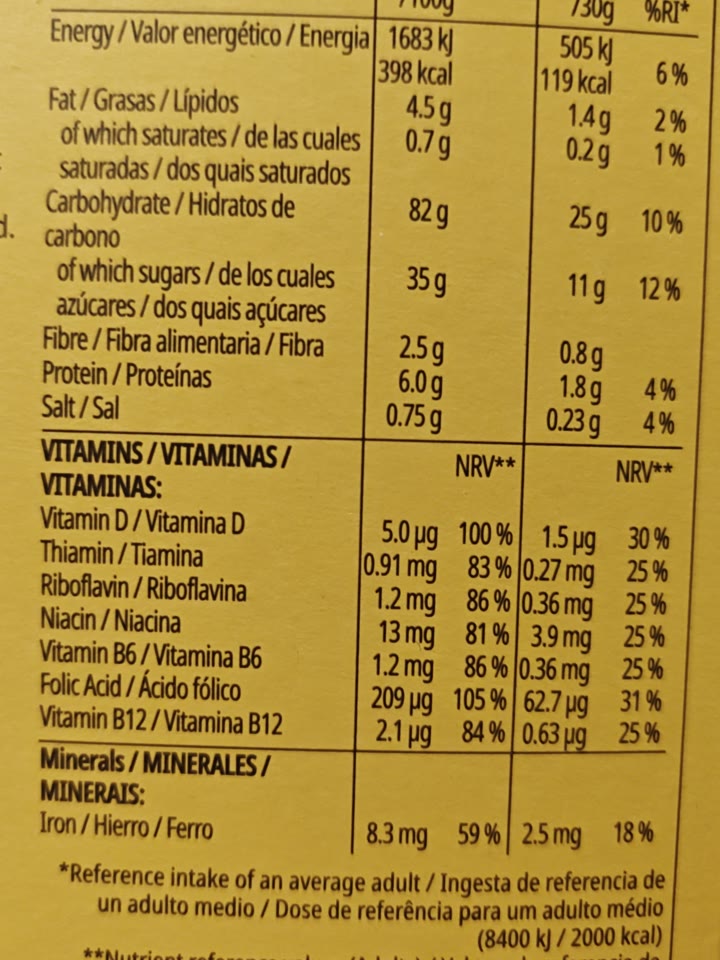 /100g /30g %RI*
Energy / Valor energético / Energia 1683 kJ 505 kJ
398 kcal 119 kcal 6 %
Fat / Grasas / Lípidos 4.5 g 1.4 g 2 %
of which saturates / de las cuales 0.7 g 0.2 g 1 %
saturadas / dos quais saturados
Carbohydrate / Hidratos de 82 g 25 g 10 %
d. carbono
of which sugars / de los cuales 35 g 11 g 12 %
azúcares / dos quais açúcares
Fibre / Fibra alimentaria / Fibra 2.5 g 0.8 g
Protein / Proteínas 6.0 g 1.8 g 4 %
Salt / Sal 0.75 g 0.23 g 4 %
VITAMINS / VITAMINAS / NRV** NRV**
VITAMINAS:
Vitamin D / Vitamina D 5.0 µg 100 % 1.5 µg 30 %
Thiamin / Tiamina 0.91 mg 83 % 0.27 mg 25 %
Riboflavin / Riboflavina 1.2 mg 86 % 0.36 mg 25 %
Niacin / Niacina 13 mg 81 % 3.9 mg 25 %
Vitamin B6 / Vitamina B6 1.2 mg 86 % 0.36 mg 25 %
Folic Acid / Ácido fólico 209 µg 105 % 62.7 µg 31 %
Vitamin B12 / Vitamina B12 2.1 µg 84 % 0.63 µg 25 %
Minerals / MINERALES /
MINERAIS:
Iron / Hierro / Ferro 8.3 mg 59 % 2.5 mg 18 %
*Reference intake of an average adult / Ingesta de referencia de
un adulto medio / Dose de referência para um adulto médio
(8400 kJ / 2000 kcal)
**Nutrient